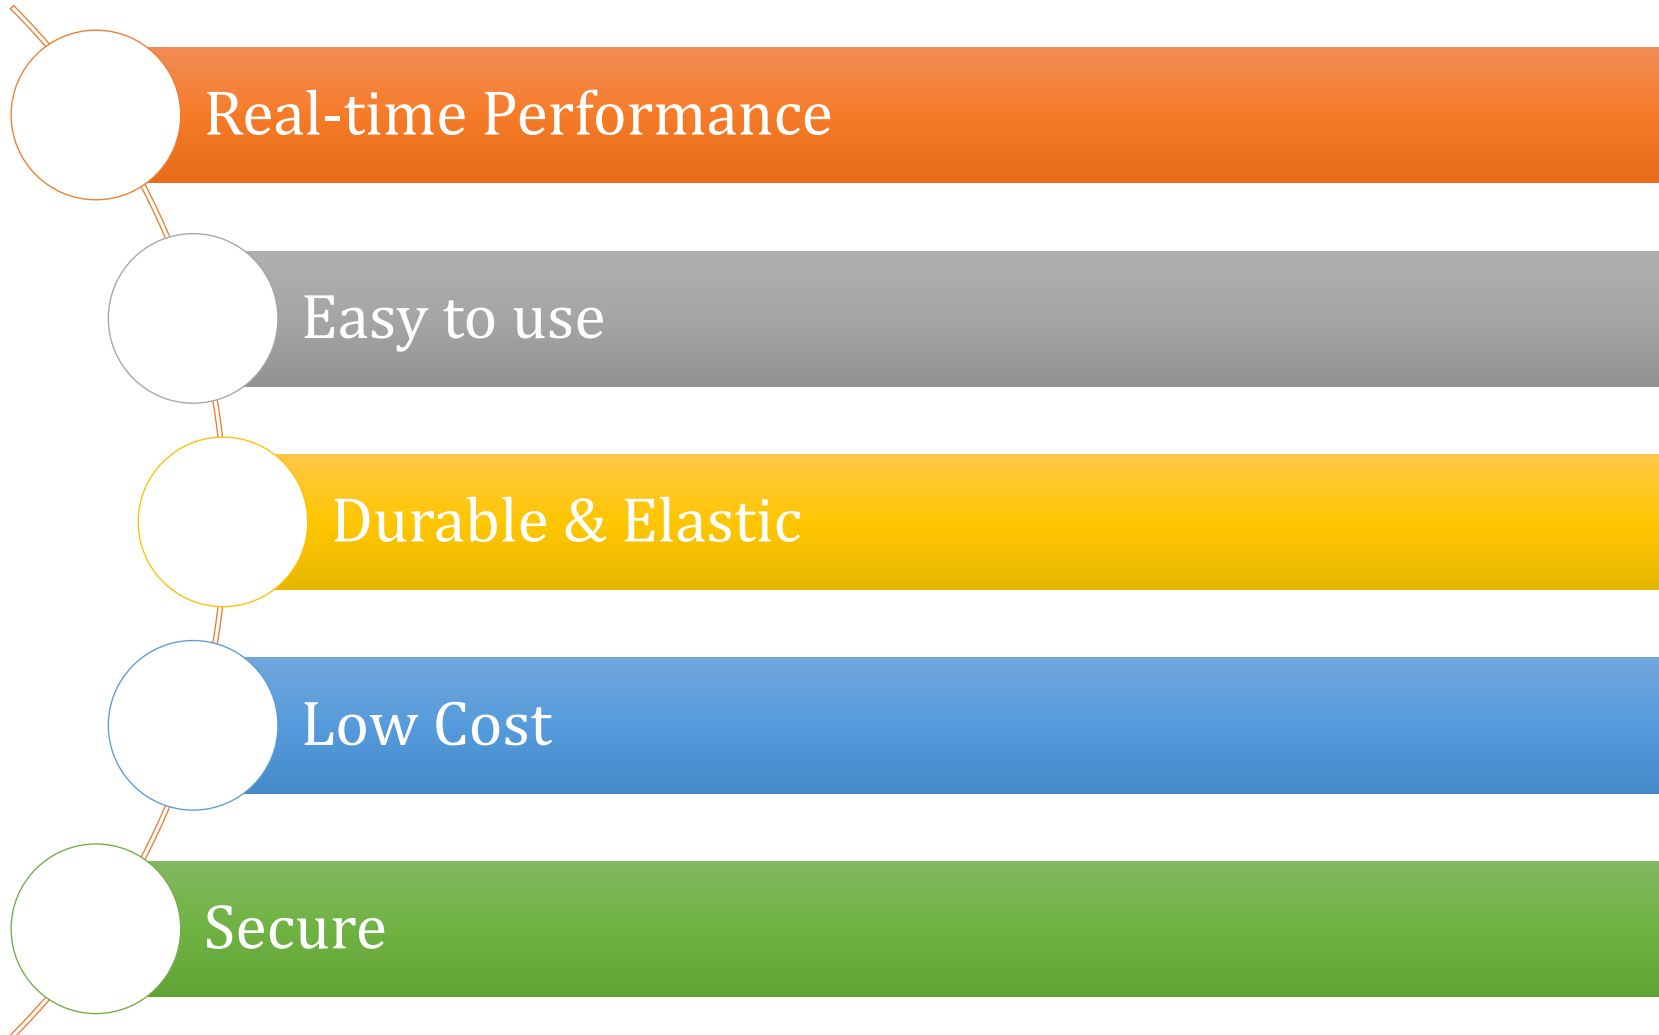 Real-time Performance
Easy to use
Durable & Elastic
Low Cost
Secure